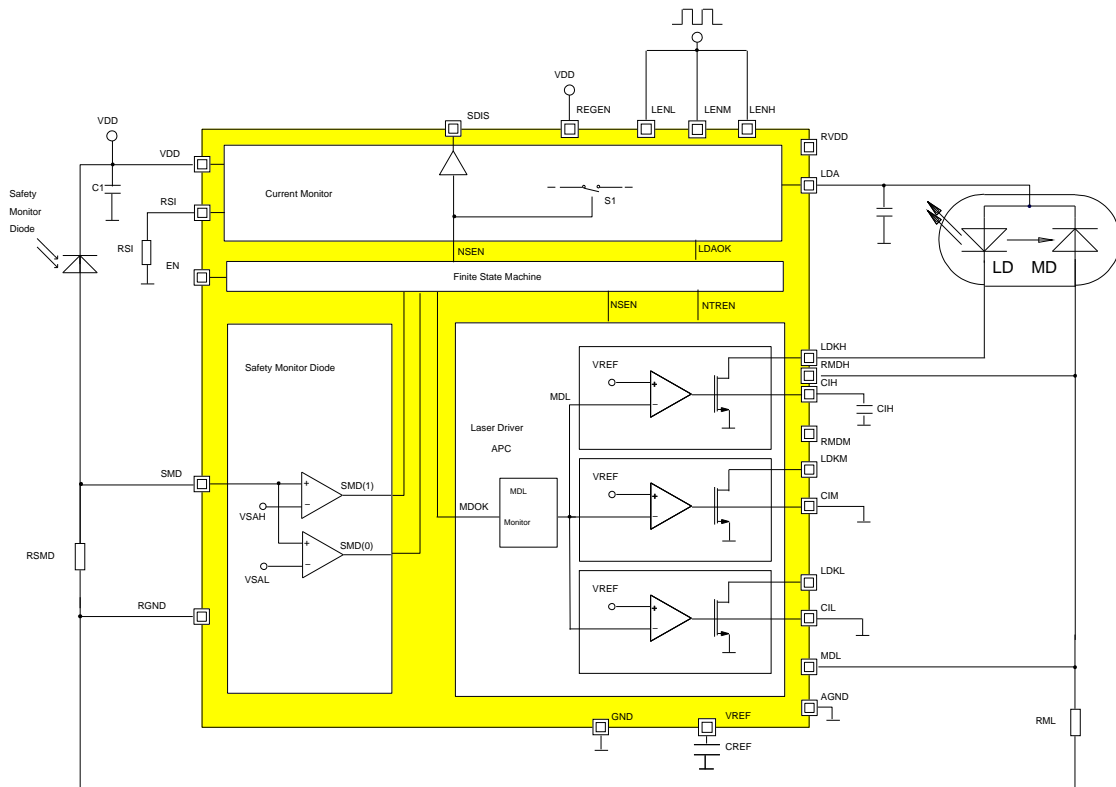 VDD
SDIS
REGEN
LENL
LENM
LENH
VDD
VDD
RVDD
LDA
C1
Safety
Monitor
Diode
RSI
RSI
EN
Current Monitor
S1
NSEN
LDAOK
Finite State Machine
NSEN
NTREN
LD
MD
Safety Monitor Diode
SMD
VSAH
SMD(1)
VSAL
SMD(0)
RSMD
RGND
Laser Driver
APC
MDOK
MDL
Monitor
MDL
VREF
+
−
VREF
+
−
VREF
+
−
+
−
+
−
LDKH
RMDH
CIH
CIH
RMDM
LDKM
CIM
LDKL
CIL
MDL
AGND
RML
GND
VREF
CREF